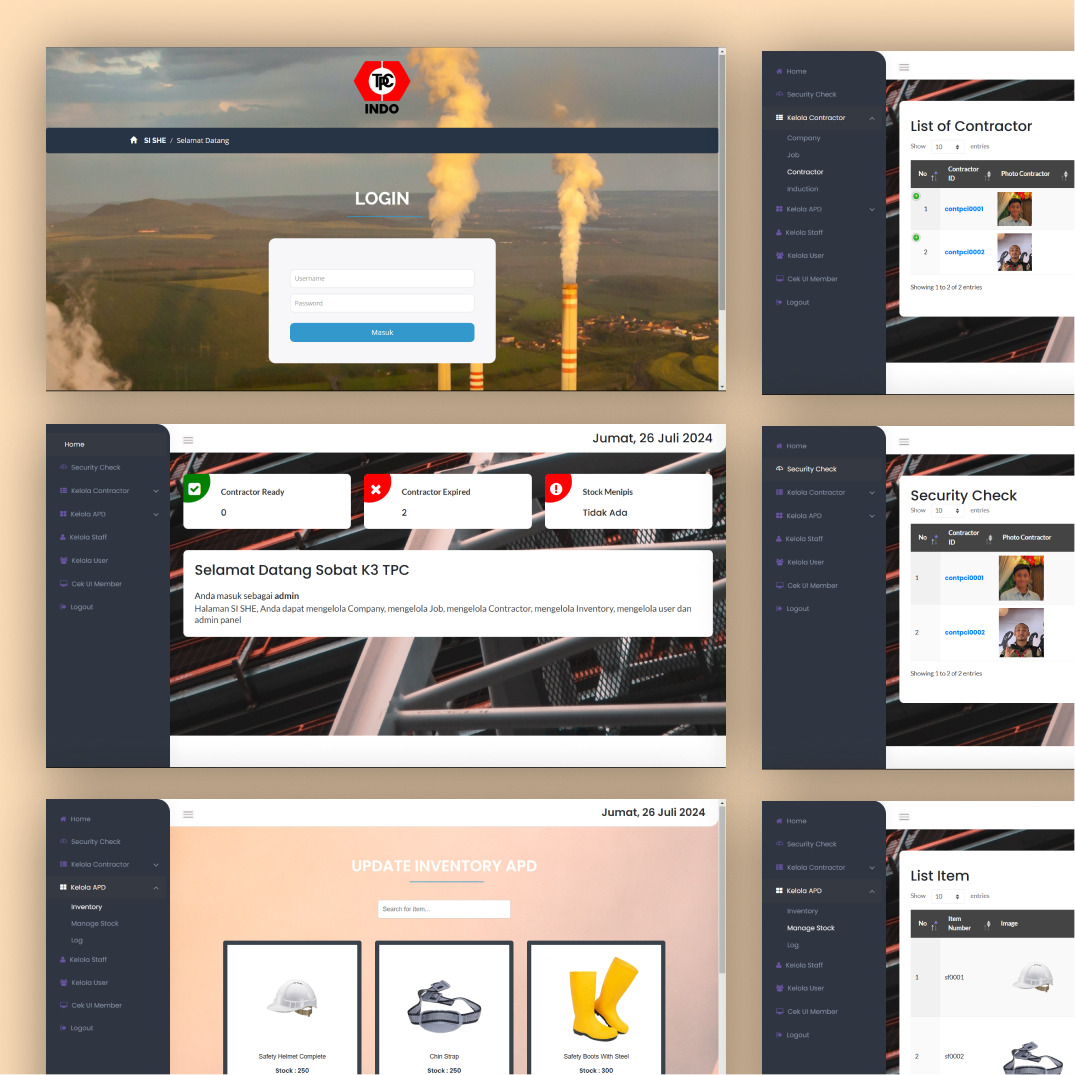 TPC
INDO
SI SHE / Selamat Datang
LOGIN
Username
Password
Masuk
Home
Security Check
Kelola Contractor
Company
Job
Contractor
Induction
Kelola APD
Kelola Staff
Kelola User
Cek UI Member
Logout
List of Contractor
Show 10 entries
No Contractor ID Photo Contractor
1 contpci0001
2 contpci0002
Showing 1 to 2 of 2 entries
Home
Security Check
Kelola Contractor
Kelola APD
Kelola Staff
Kelola User
Cek UI Member
Logout
Jumat, 26 Juli 2024
Contractor Ready
0
Contractor Expired
2
Stock Menipis
Tidak Ada
Selamat Datang Sobat K3 TPC
Anda masuk sebagai admin
Halaman SI SHE, Anda dapat mengelola Company, mengelola Job, mengelola Contractor, mengelola Inventory, mengelola user dan
admin panel
Home
Security Check
Kelola Contractor
Kelola APD
Kelola Staff
Kelola User
Cek UI Member
Logout
Security Check
Show 10 entries
No Contractor ID Photo Contractor
1 contpci0001
2 contpci0002
Showing 1 to 2 of 2 entries
Home
Security Check
Kelola Contractor
Kelola APD
Inventory
Manage Stock
Log
Kelola Staff
Kelola User
Cek UI Member
Logout
Jumat, 26 Juli 2024
UPDATE INVENTORY APD
Search for item...
Safety Helmet Complete
Stock : 250
Chin Strap
Stock : 250
Safety Boots With Steel
Stock : 300
Home
Security Check
Kelola Contractor
Kelola APD
Inventory
Manage Stock
Log
Kelola Staff
Kelola User
Cek UI Member
Logout
List Item
Show 10 entries
No Item Number Image
1 sf0001
2 sf0002